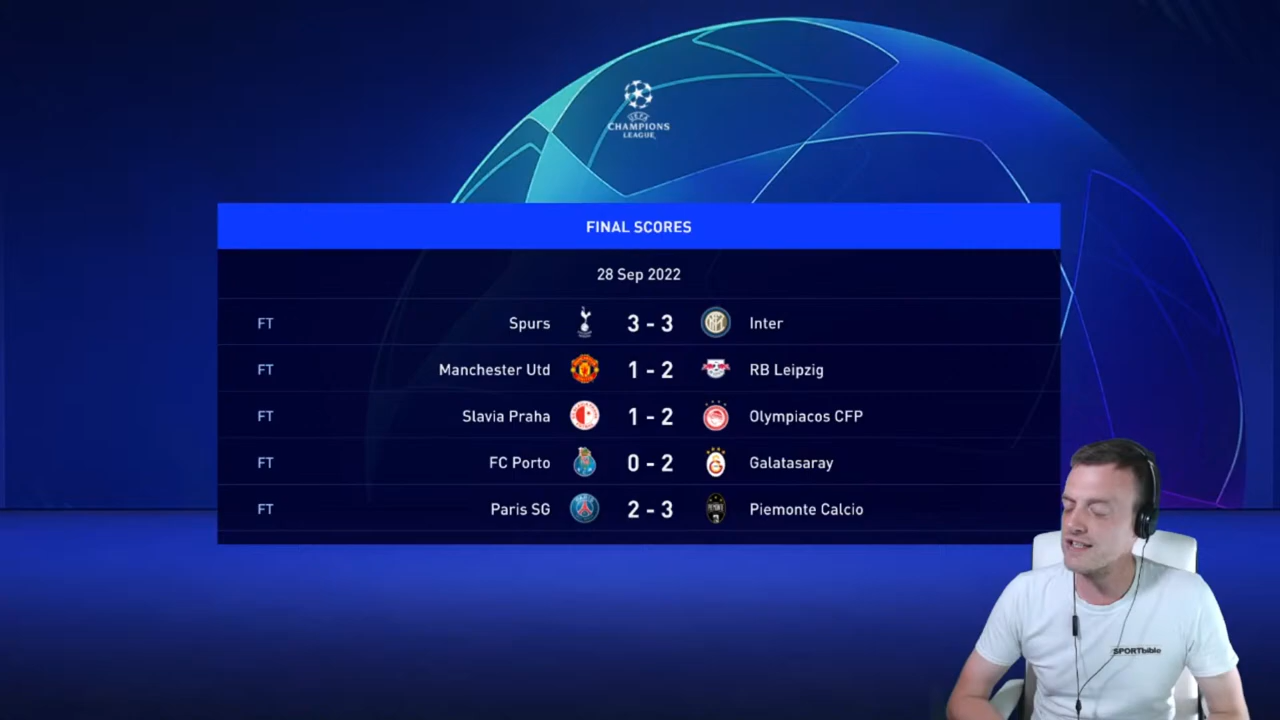 UEFA
CHAMPIONS
LEAGUE
FINAL SCORES
28 Sep 2022
FT Spurs 3 - 3 Inter
FT Manchester Utd 1 - 2 RB Leipzig
FT Slavia Praha 1 - 2 Olympiacos CFP
FT FC Porto 0 - 2 Galatasaray
FT Paris SG 2 - 3 Piemonte Calcio
SPORTbible